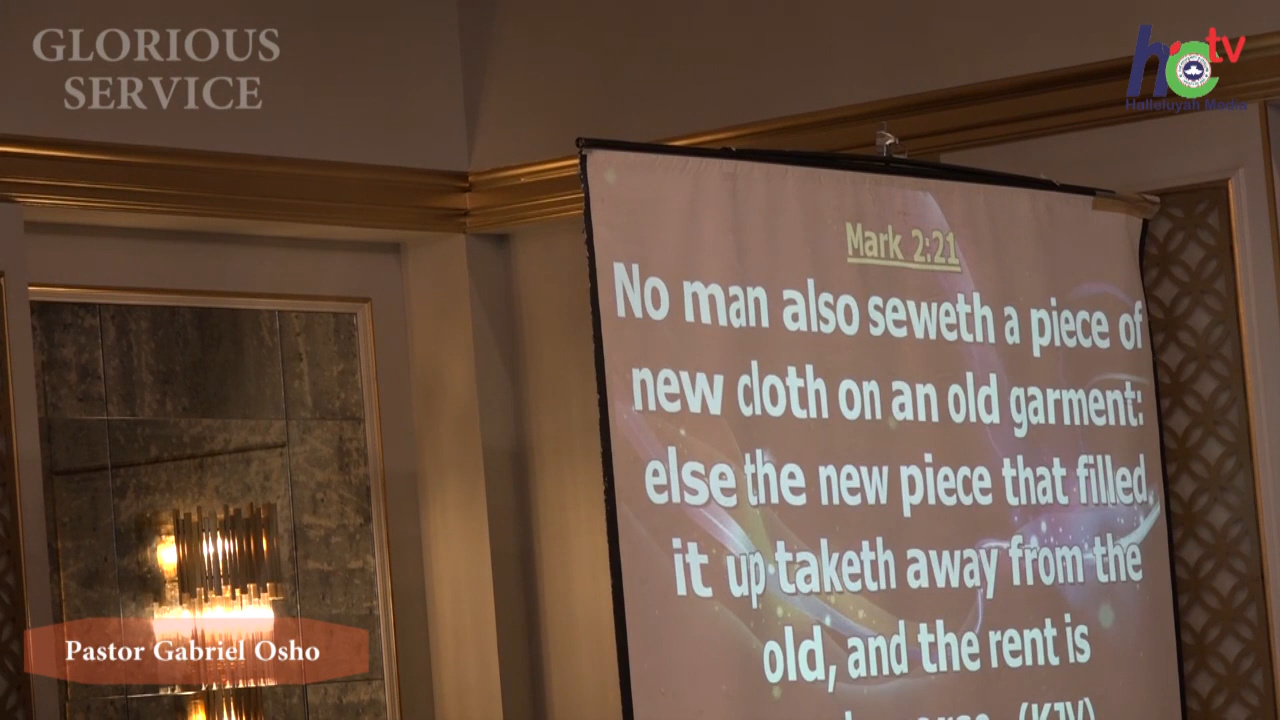 GLORIOUS
SERVICE
hctv
Halleluyah Media
Mark 2:21
No man also seweth a piece of
new cloth on an old garment:
else the new piece that filled
it up taketh away from the
old, and the rent is
(KJV)
Pastor Gabriel Osho